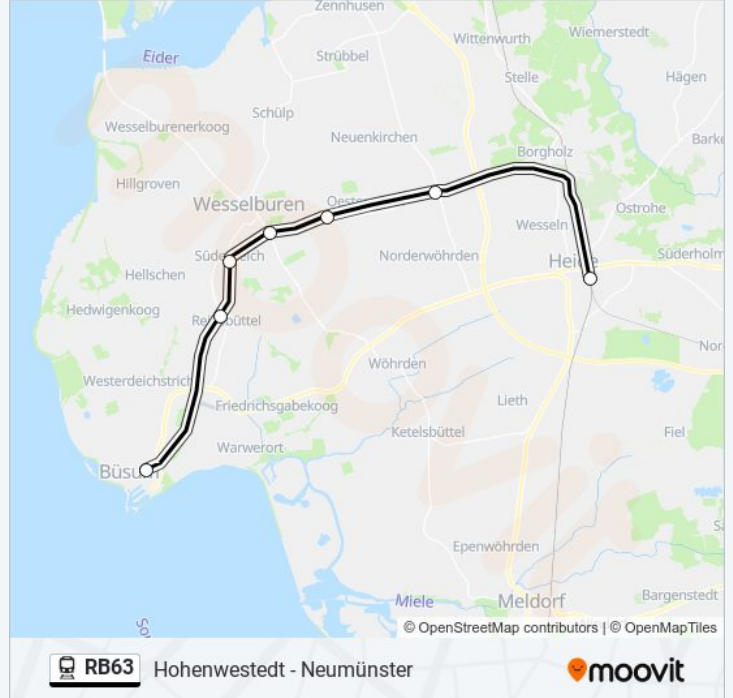 Zennhusen
Eider
Strübbel
Wittenwurth
Wiemerstedt
Stelle
Hägen
Schülp
Wesselburenerkoog
Neuenkirchen
Borgholz
Hillgroven
Wesselburen
Ostrohe
Wesseln
Norderwöhrden
Heide
Süderholm
Hellschen
Hedwigenkoog
Wöhrden
Westerdeichstrich
Friedrichsgabekoog
Lieth
Ketelsbüttel
Fiel
Warwerort
Büsum
Epenwöhrden
Miele
Meldorf
Bargenstedt
© OpenStreetMap contributors | © OpenMapTiles
RB63 Hohenwestedt - Neumünster
moovit